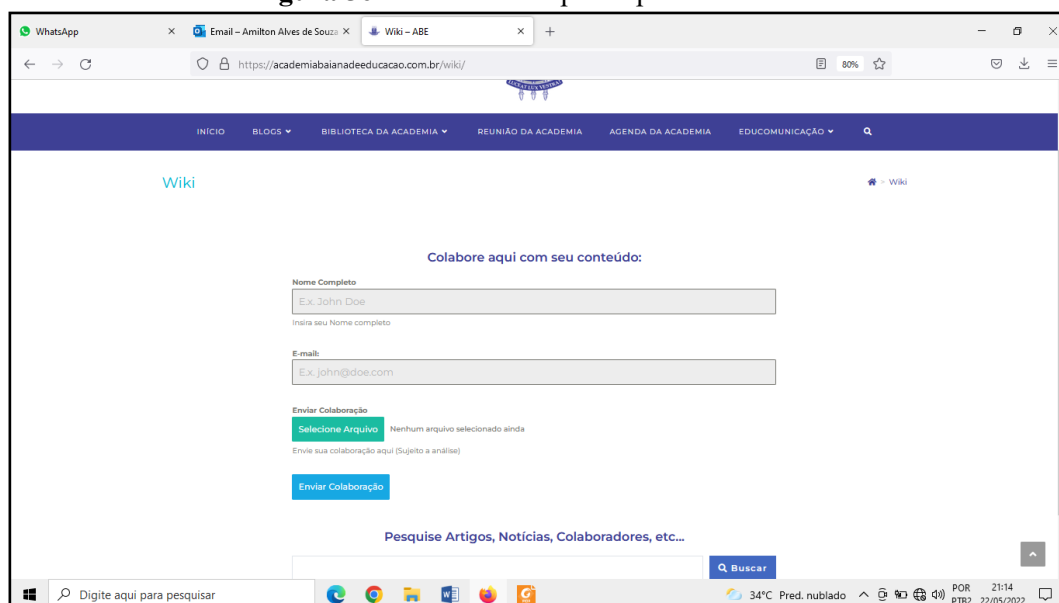 WhatsApp
Email – Amilton Alves de Souza
Wiki – ABE
https://academiabaianadeeducacao.com.br/wiki/
80%
INÍCIO BLOGS BIBLIOTECA DA ACADEMIA REUNIÃO DA ACADEMIA AGENDA DA ACADEMIA EDUCOMUNICAÇÃO
Wiki
Wiki
Colabore aqui com seu conteúdo:
Nome Completo
E.x. John Doe
Insira seu Nome completo
E-mail:
E.x. john@doe.com
Enviar Colaboração
Selecione Arquivo Nenhum arquivo selecionado ainda
Envie sua colaboração aqui (Sujeito a análise)
Enviar Colaboração
Pesquise Artigos, Notícias, Colaboradores, etc...
Buscar
Digite aqui para pesquisar
34°C Pred. nublado
POR 21:14
PTB2 22/05/2022